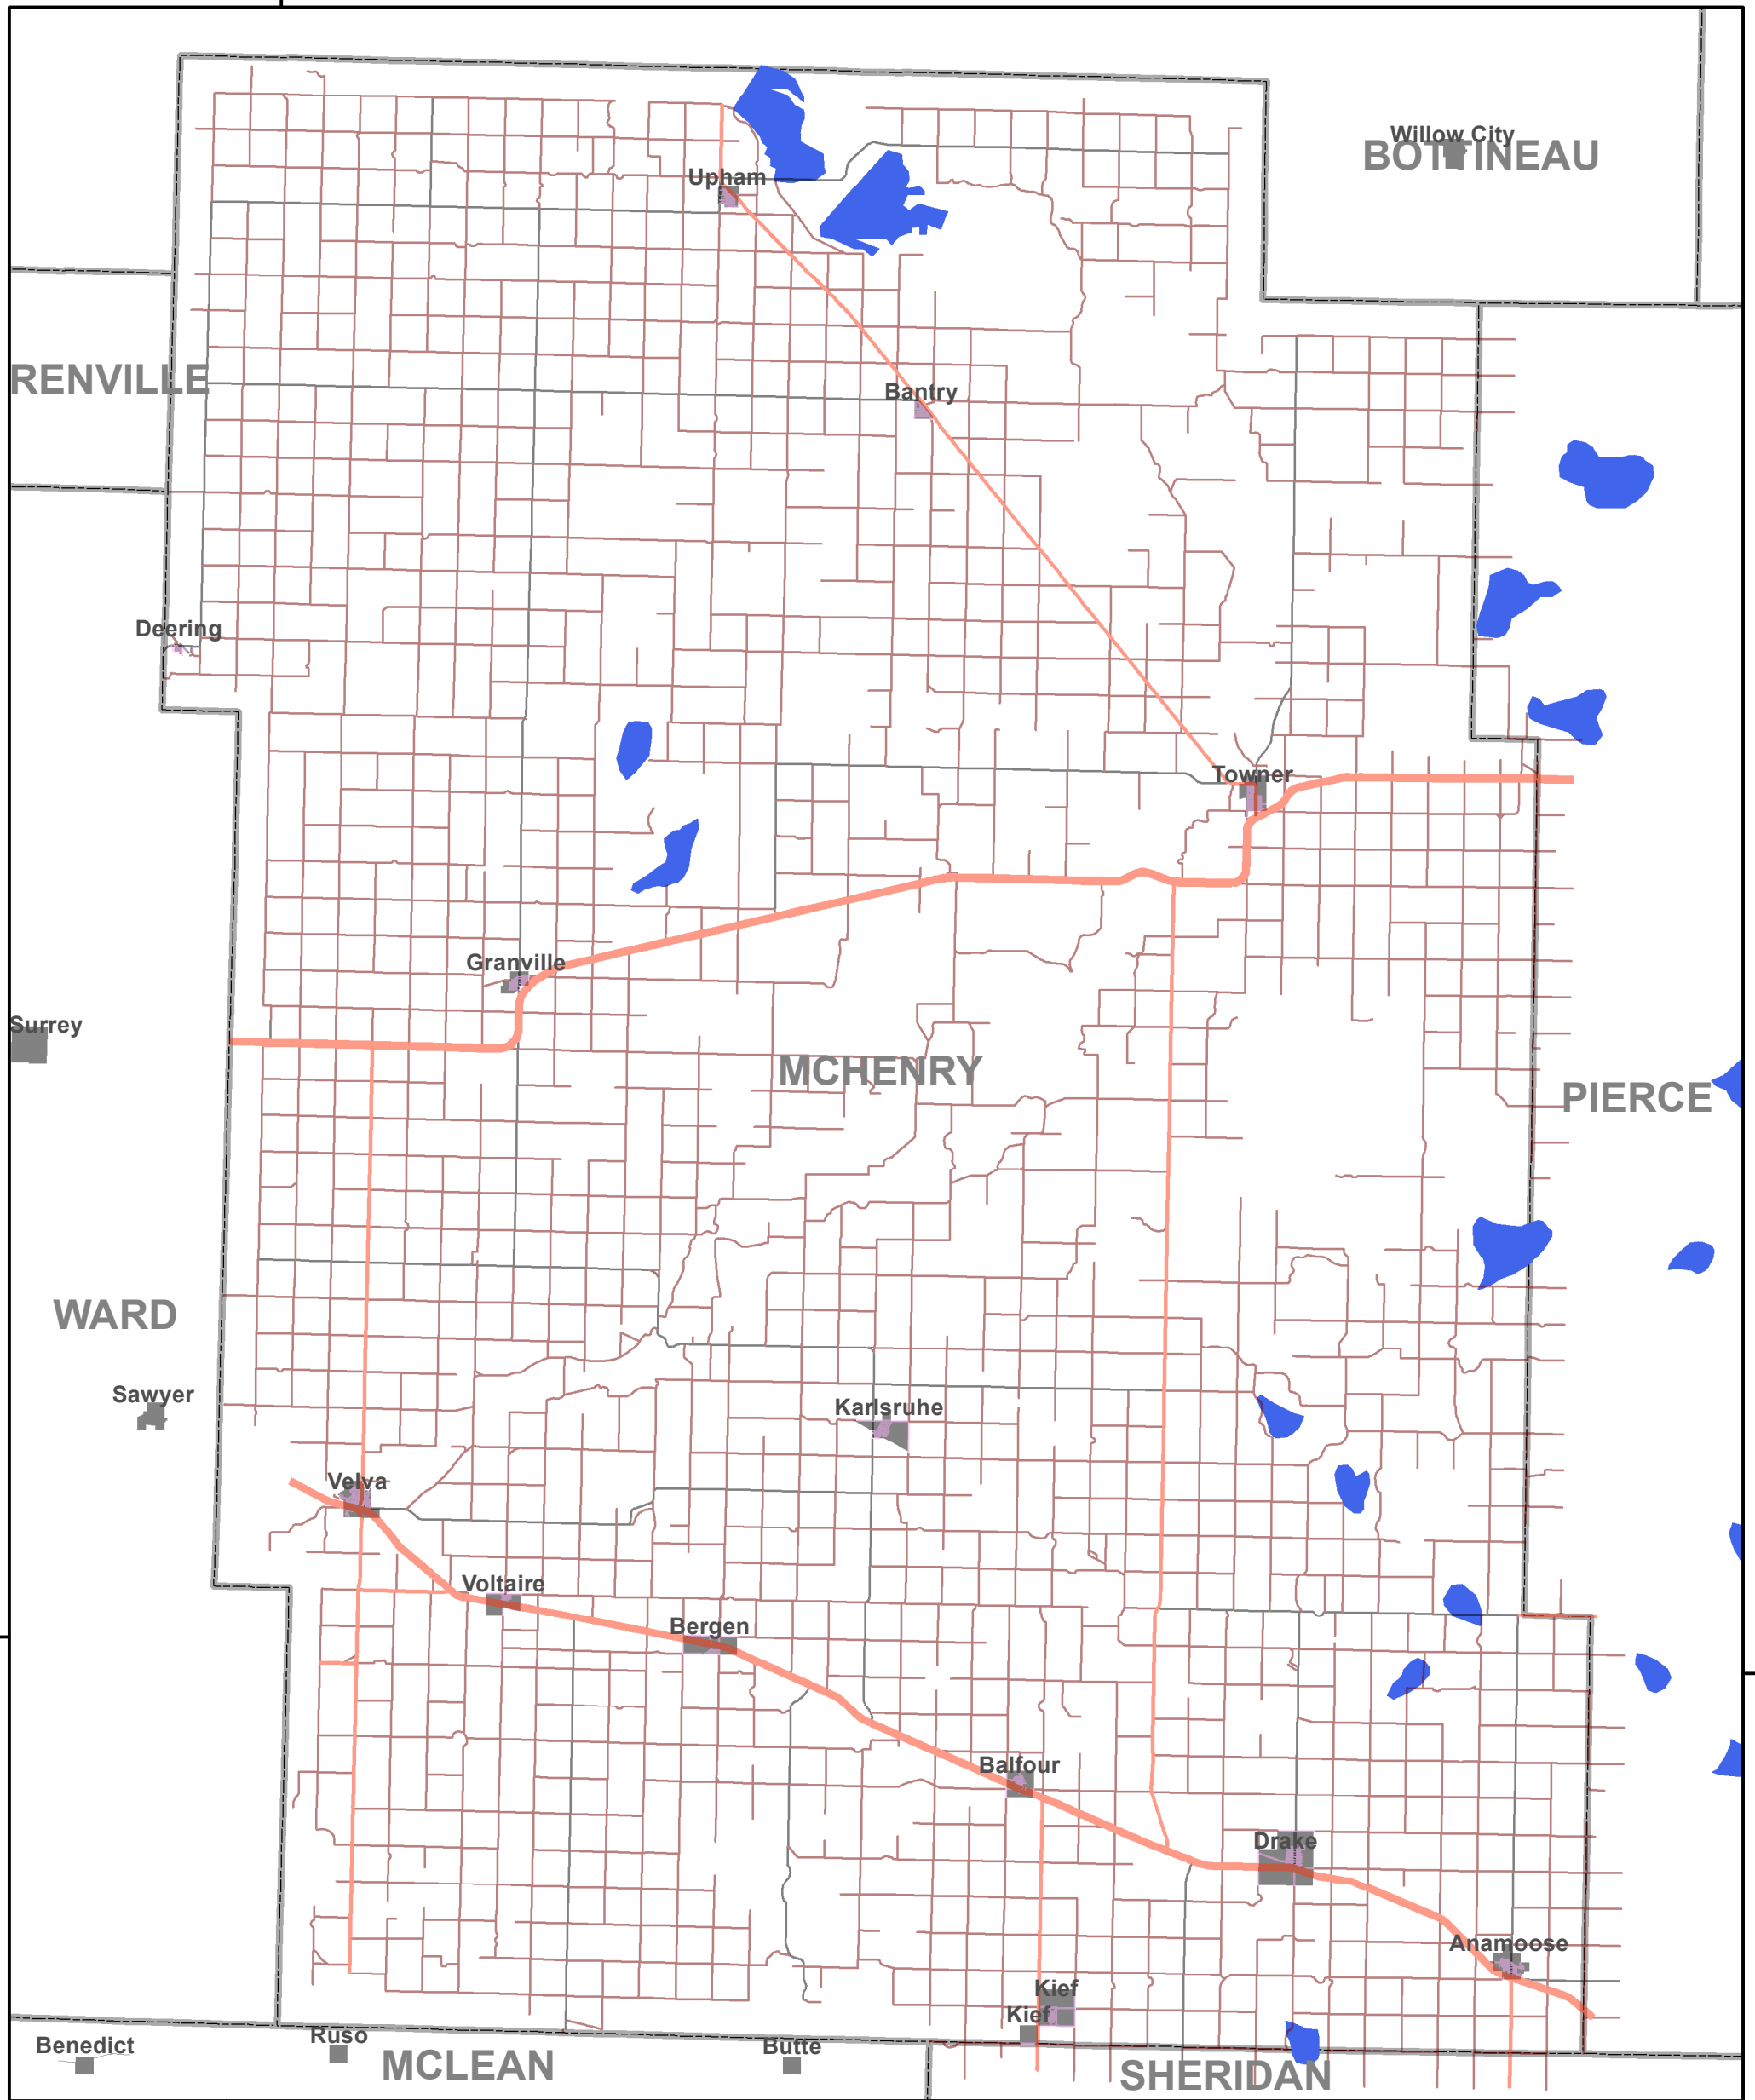 Willow City
BOTTINEAU
Upham
RENVILLE
Bantry
Deering
Towner
Granville
Surrey
MCHENRY
PIERCE
WARD
Sawyer
Karlsruhe
Velva
Voltaire
Bergen
Balfour
Drake
Anamoose
Kief
Kief
Ruso
Benedict
Butte
MCLEAN
SHERIDAN